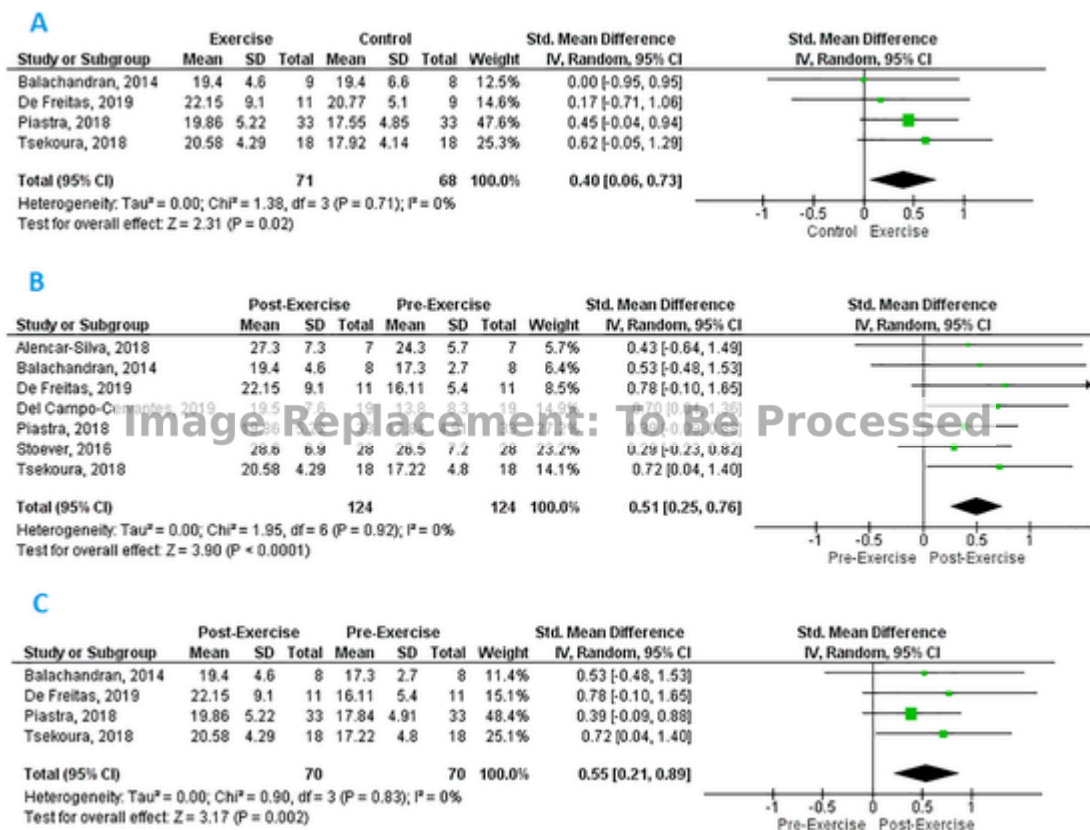 A
Exercise Control Std. Mean Difference Std. Mean Difference
Study or Subgroup Mean SD Total Mean SD Total Weight IV, Random, 95% CI IV, Random, 95% CI
Balachandran, 2014 19.4 4.6 9 19.4 6.6 8 12.5% 0.00 [-0.95, 0.95]
De Freitas, 2019 22.15 9.1 11 20.77 5.1 9 14.6% 0.17 [-0.71, 1.06]
Piastra, 2018 19.86 5.22 33 17.55 4.85 33 47.6% 0.45 [-0.04, 0.94]
Tsekoura, 2018 20.58 4.29 18 17.92 4.14 18 25.3% 0.62 [-0.05, 1.29]
Total (95% CI) 71 68 100.0% 0.40 [0.06, 0.73]
Heterogeneity: Tau² = 0.00; Chi² = 1.38, df = 3 (P = 0.71); I² = 0%
Test for overall effect: Z = 2.31 (P = 0.02)
-1 -0.5 0 0.5 1
Control Exercise
B
Post-Exercise Pre-Exercise Std. Mean Difference Std. Mean Difference
Study or Subgroup Mean SD Total Mean SD Total Weight IV, Random, 95% CI IV, Random, 95% CI
Alencar-Silva, 2018 27.3 7.3 7 24.3 5.7 7 5.7% 0.43 [-0.64, 1.49]
Balachandran, 2014 19.4 4.6 8 17.3 2.7 8 6.4% 0.53 [-0.48, 1.53]
De Freitas, 2019 22.15 9.1 11 16.11 5.4 11 8.5% 0.78 [-0.10, 1.65]
Del Campo-Cervantes, 2019 19.5 7.6 19 13.8 8.3 19 14.9% 0.70 [0.04, 1.36]
Image Replacement: To Be Processed
Piastra, 2018
Stoever, 2016 28.6 6.9 28 26.5 7.2 28 23.2% 0.29 [-0.23, 0.82]
Tsekoura, 2018 20.58 4.29 18 17.22 4.8 18 14.1% 0.72 [0.04, 1.40]
Total (95% CI) 124 124 100.0% 0.51 [0.25, 0.76]
Heterogeneity: Tau² = 0.00; Chi² = 1.95, df = 6 (P = 0.92); I² = 0%
Test for overall effect: Z = 3.90 (P < 0.0001)
-1 -0.5 0 0.5 1
Pre-Exercise Post-Exercise
C
Post-Exercise Pre-Exercise Std. Mean Difference Std. Mean Difference
Study or Subgroup Mean SD Total Mean SD Total Weight IV, Random, 95% CI IV, Random, 95% CI
Balachandran, 2014 19.4 4.6 8 17.3 2.7 8 11.4% 0.53 [-0.48, 1.53]
De Freitas, 2019 22.15 9.1 11 16.11 5.4 11 15.1% 0.78 [-0.10, 1.65]
Piastra, 2018 19.86 5.22 33 17.84 4.91 33 48.4% 0.39 [-0.09, 0.88]
Tsekoura, 2018 20.58 4.29 18 17.22 4.8 18 25.1% 0.72 [0.04, 1.40]
Total (95% CI) 70 70 100.0% 0.55 [0.21, 0.89]
Heterogeneity: Tau² = 0.00; Chi² = 0.90, df = 3 (P = 0.83); I² = 0%
Test for overall effect: Z = 3.17 (P = 0.002)
-1 -0.5 0 0.5 1
Pre-Exercise Post-Exercise